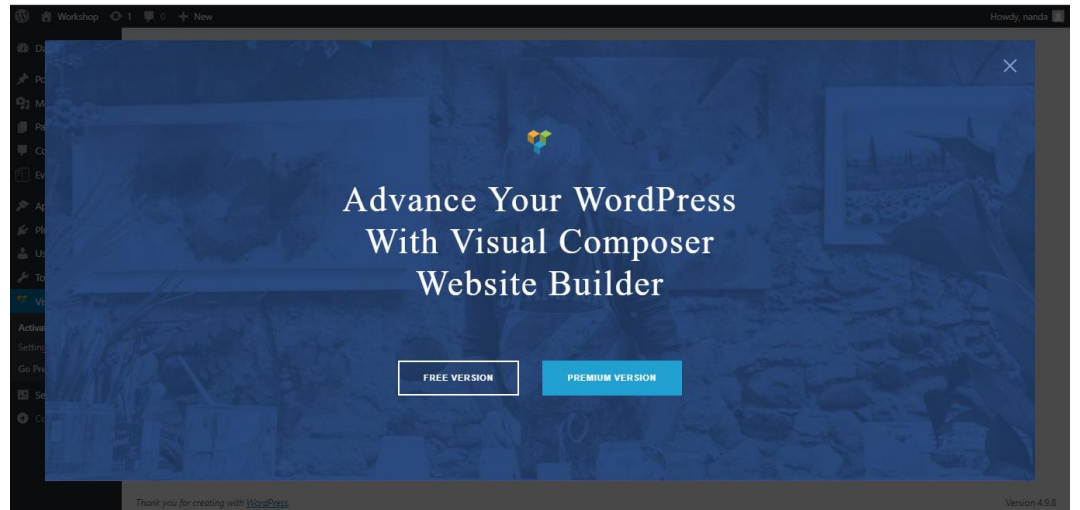 Workshop 1 0 New
Howdy, nanda
Advance Your WordPress
With Visual Composer
Website Builder
FREE VERSION
PREMIUM VERSION
Thank you for creating with WordPress.
Version 4.9.8